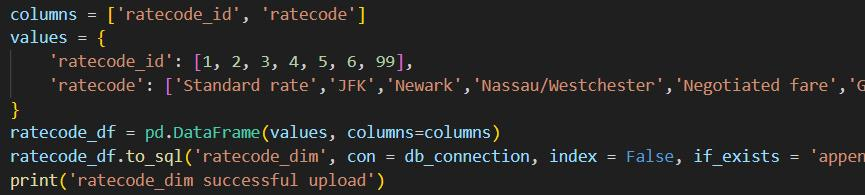 columns = ['ratecode_id', 'ratecode']
values = {
    'ratecode_id': [1, 2, 3, 4, 5, 6, 99],
    'ratecode': ['Standard rate','JFK','Newark','Nassau/Westchester','Negotiated fare','G
}
ratecode_df = pd.DataFrame(values, columns=columns)
ratecode_df.to_sql('ratecode_dim', con = db_connection, index = False, if_exists = 'appen
print('ratecode_dim successful upload')